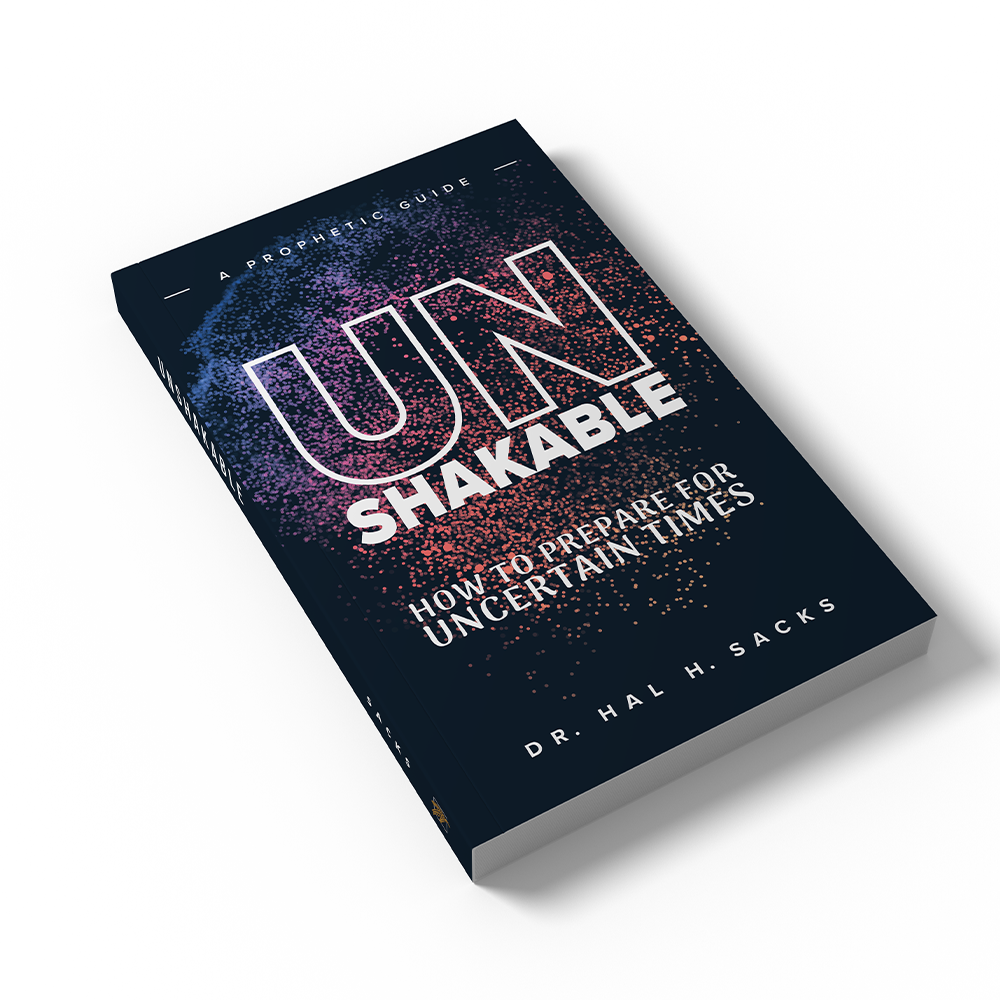 A PROPHETIC GUIDE
UN
SHAKABLE
HOW TO PREPARE FOR
UNCERTAIN TIMES
DR. HAL H. SACKS
UNSHAKABLE
SACKS